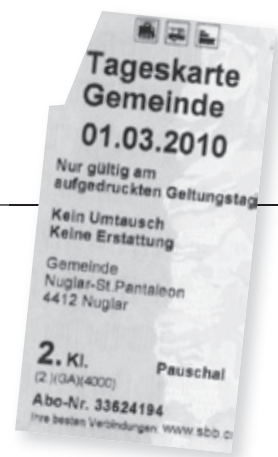 Tageskarte
Gemeinde
01.03.2010
Nur gültig am
aufgedruckten Geltungstag
Kein Umtausch
Keine Erstattung
Gemeinde
Nuglar-St.Pantaleon
4412 Nuglar
2. Kl. Pauschal
(2 )(GA)(4000)
Abo-Nr. 33624194
Ihre besten Verbindungen: www.sbb.c